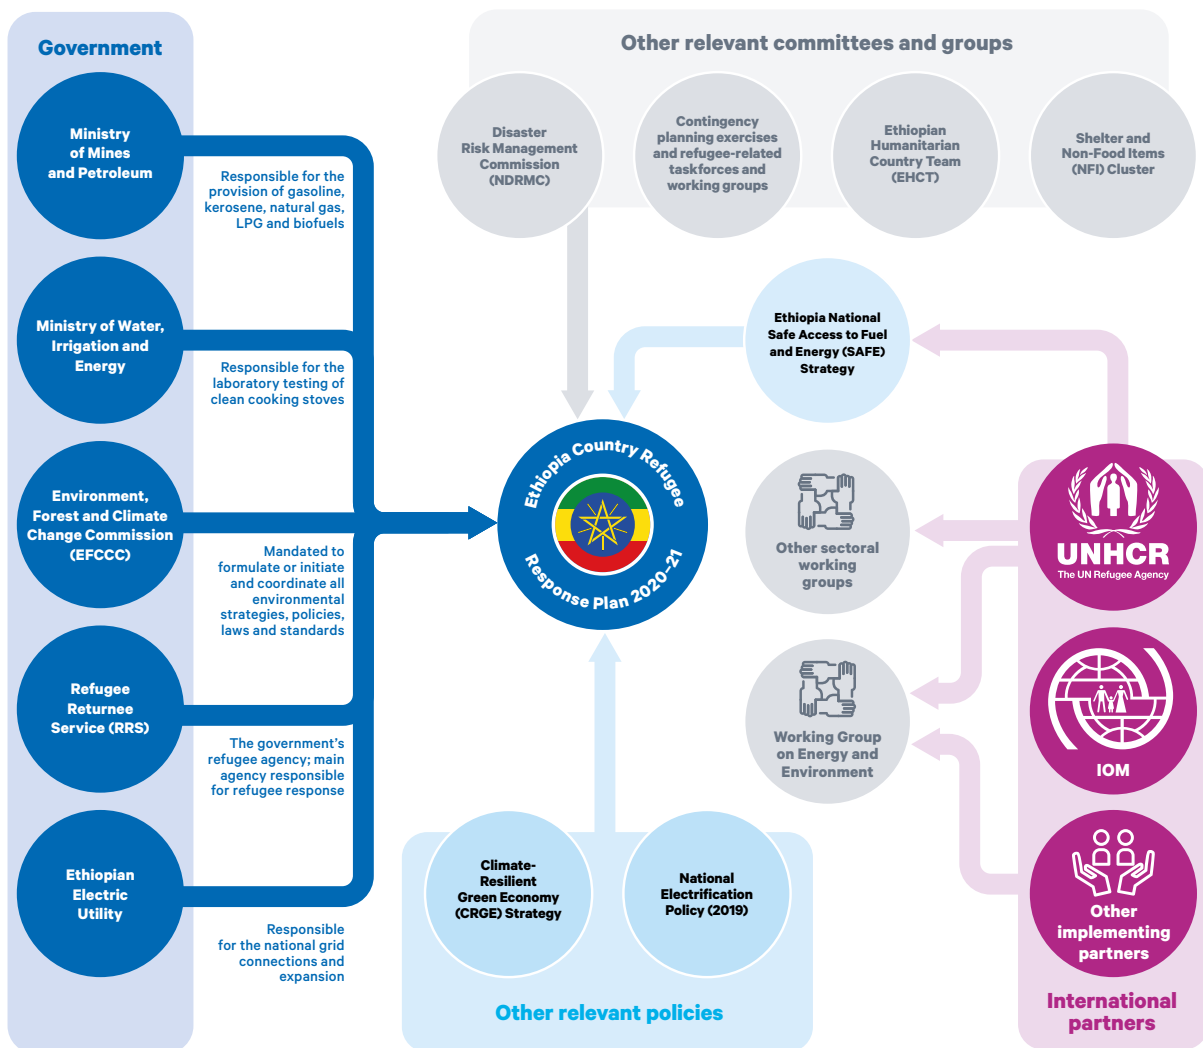 Government
Ministry
of Mines
and Petroleum
Responsible for the
provision of gasoline,
kerosene, natural gas,
LPG and biofuels
Ministry of Water,
Irrigation and
Energy
Responsible for the
laboratory testing of
clean cooking stoves
Environment,
Forest and Climate
Change Commission
(EFCCC)
Mandated to
formulate or initiate
and coordinate all
environmental
strategies, policies,
laws and standards
Refugee
Returnee
Service (RRS)
The government's
refugee agency; main
agency responsible
for refugee response
Ethiopian
Electric
Utility
Responsible
for the national grid
connections and
expansion
Other relevant committees and groups
Disaster
Risk Management
Commission
(NDRMC)
Contingency
planning exercises
and refugee-related
taskforces and
working groups
Ethiopian
Humanitarian
Country Team
(EHCT)
Shelter and
Non-Food Items
(NFI) Cluster
Ethiopia National
Safe Access to Fuel
and Energy (SAFE)
Strategy
Ethiopia Country Refugee
Response Plan 2020–21
Other sectoral
working
groups
Working Group
on Energy and
Environment
Climate-
Resilient
Green Economy
(CRGE) Strategy
National
Electrification
Policy (2019)
Other relevant policies
UNHCR
The UN Refugee Agency
IOM
Other
implementing
partners
International
partners